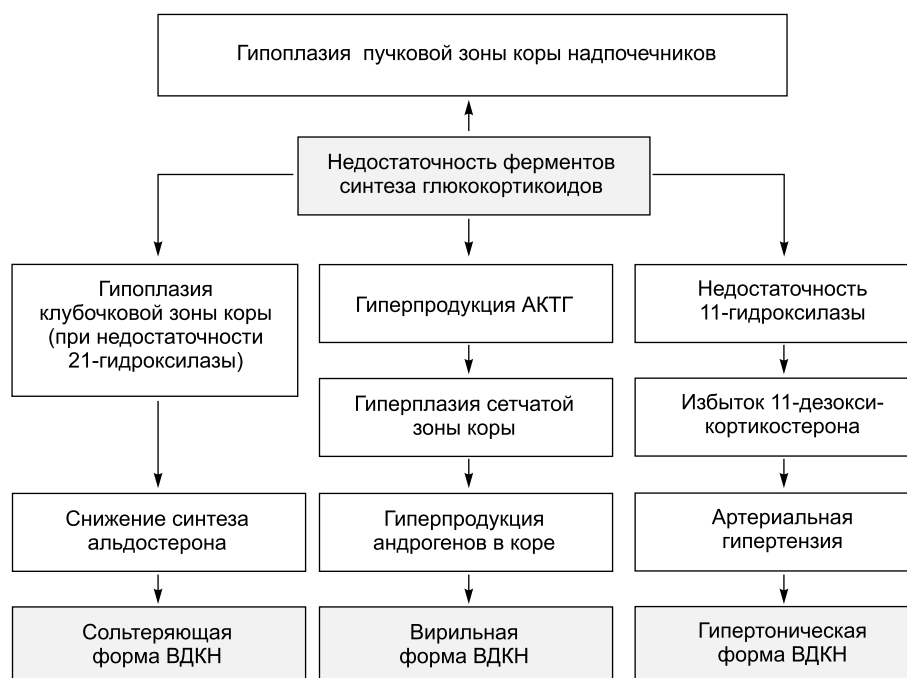 Гипоплазия пучковой зоны коры надпочечников
Недостаточность ферментов
синтеза глюкокортикоидов
Гипоплазия
клубочковой зоны коры
(при недостаточности
21-гидроксилазы)
Гиперпродукция АКТГ
Недостаточность
11-гидроксилазы
Гиперплазия сетчатой
зоны коры
Избыток 11-дезокси-
кортикостерона
Снижение синтеза
альдостерона
Гиперпродукция
андрогенов в коре
Артериальная
гипертензия
Сольтеряющая
форма ВДКН
Вирильная
форма ВДКН
Гипертоническая
форма ВДКН